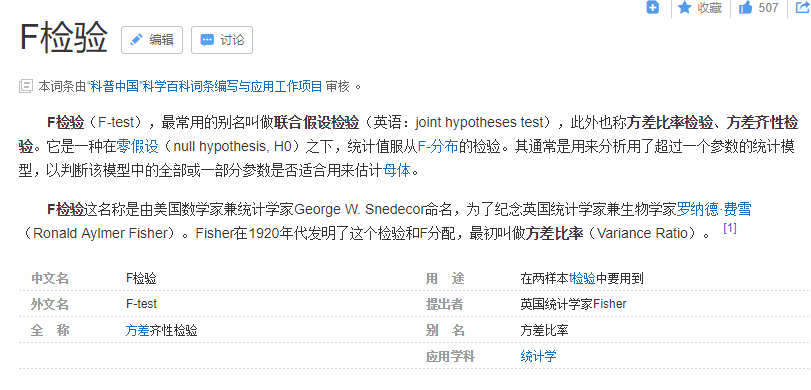 收藏 507
F检验 编辑 讨论
本词条由“科普中国”科学百科词条编写与应用工作项目 审核 。
F检验（F-test），最常用的别名叫做联合假设检验（英语：joint hypotheses test），此外也称方差比率检验、方差齐性检
验。它是一种在零假设（null hypothesis, H0）之下，统计值服从F-分布的检验。其通常是用来分析用了超过一个参数的统计模
型，以判断该模型中的全部或一部分参数是否适合用来估计母体。
F检验这名称是由美国数学家兼统计学家George W. Snedecor命名，为了纪念英国统计学家兼生物学家罗纳德·费雪
（Ronald Aylmer Fisher）。Fisher在1920年代发明了这个检验和F分配，最初叫做方差比率（Variance Ratio）。 [1]
中文名 F检验 用 途 在两样本t检验中要用到
外文名 F-test 提出者 英国统计学家Fisher
全 称 方差齐性检验 别 名 方差比率
应用学科 统计学